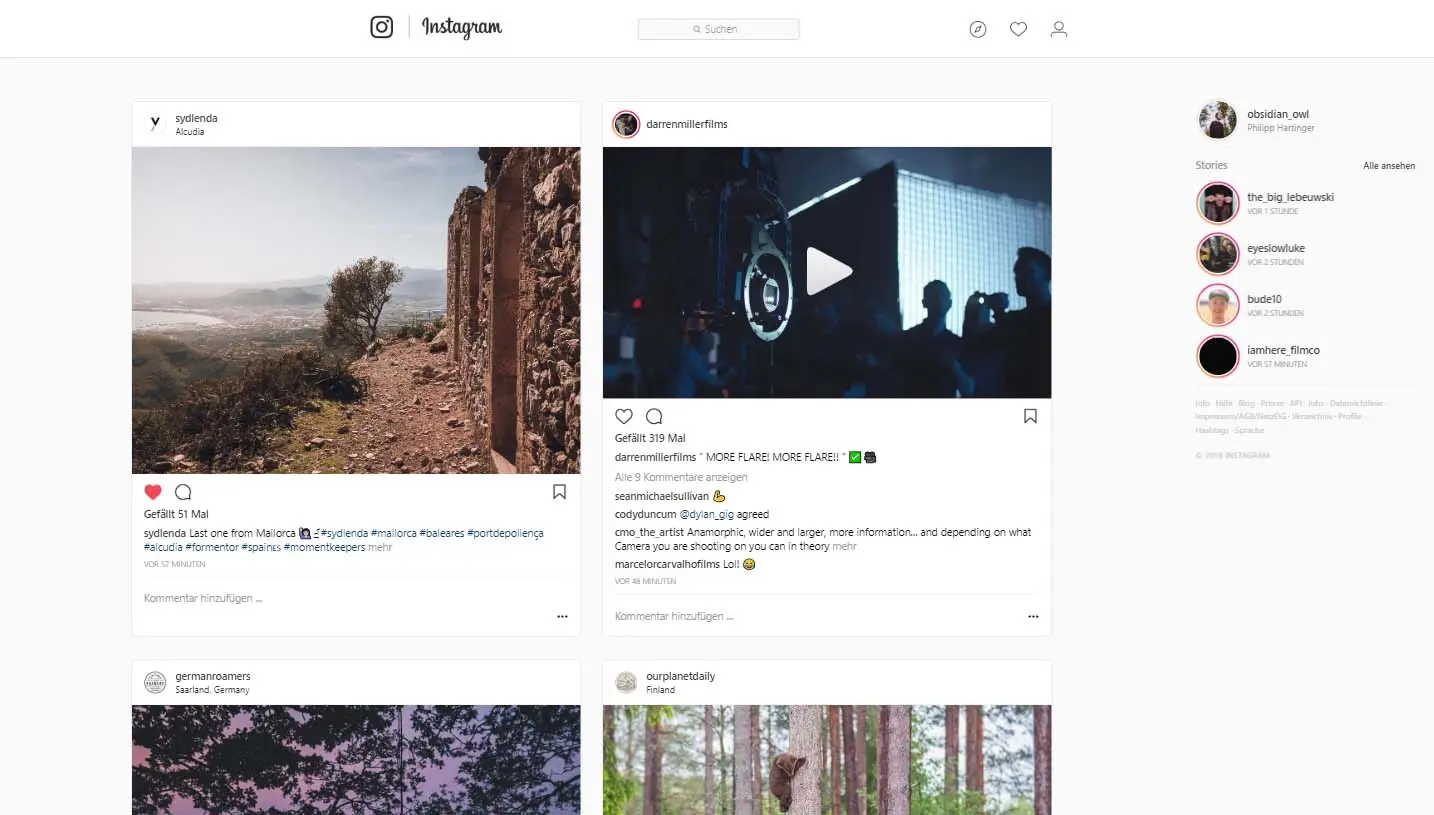 Instagram
Suchen
sydlenda
Alcudia
Gefällt 51 Mal
sydlenda Last one from Mallorca 🙋🏻‍♀️ #sydlenda #mallorca #baleares #portdepollença
#alcudia #formentor #spaines #momentkeepers mehr
VOR 57 MINUTEN
Kommentar hinzufügen ...
darrenmillerfilms
Gefällt 319 Mal
darrenmillerfilms " MORE FLARE! MORE FLARE!! " ✅
Alle 9 Kommentare anzeigen
seanmichaelsullivan 💪
codyduncum @dylan_gig agreed
cmo_the_artist Anamorphic, wider and larger, more information... and depending on what
Camera you are shooting on you can in theory mehr
marcelorcarvalhofilms Lol! 😂
VOR 48 MINUTEN
Kommentar hinzufügen ...
germanroamers
Saarland, Germany
ourplanetdaily
Finland
obsidian_owl
Philipp Hartinger
Stories Alle ansehen
the_big_lebeuwski
VOR 1 STUNDE
eyeslowluke
VOR 2 STUNDEN
bude10
VOR 2 STUNDEN
iamhere_filmco
VOR 57 MINUTEN
Info · Hilfe · Blog · Presse · API · Jobs · Datenrichtlinie ·
Impressum/AGB/NetzDG · Verzeichnis · Profile ·
Hashtags · Sprache
© 2018 INSTAGRAM